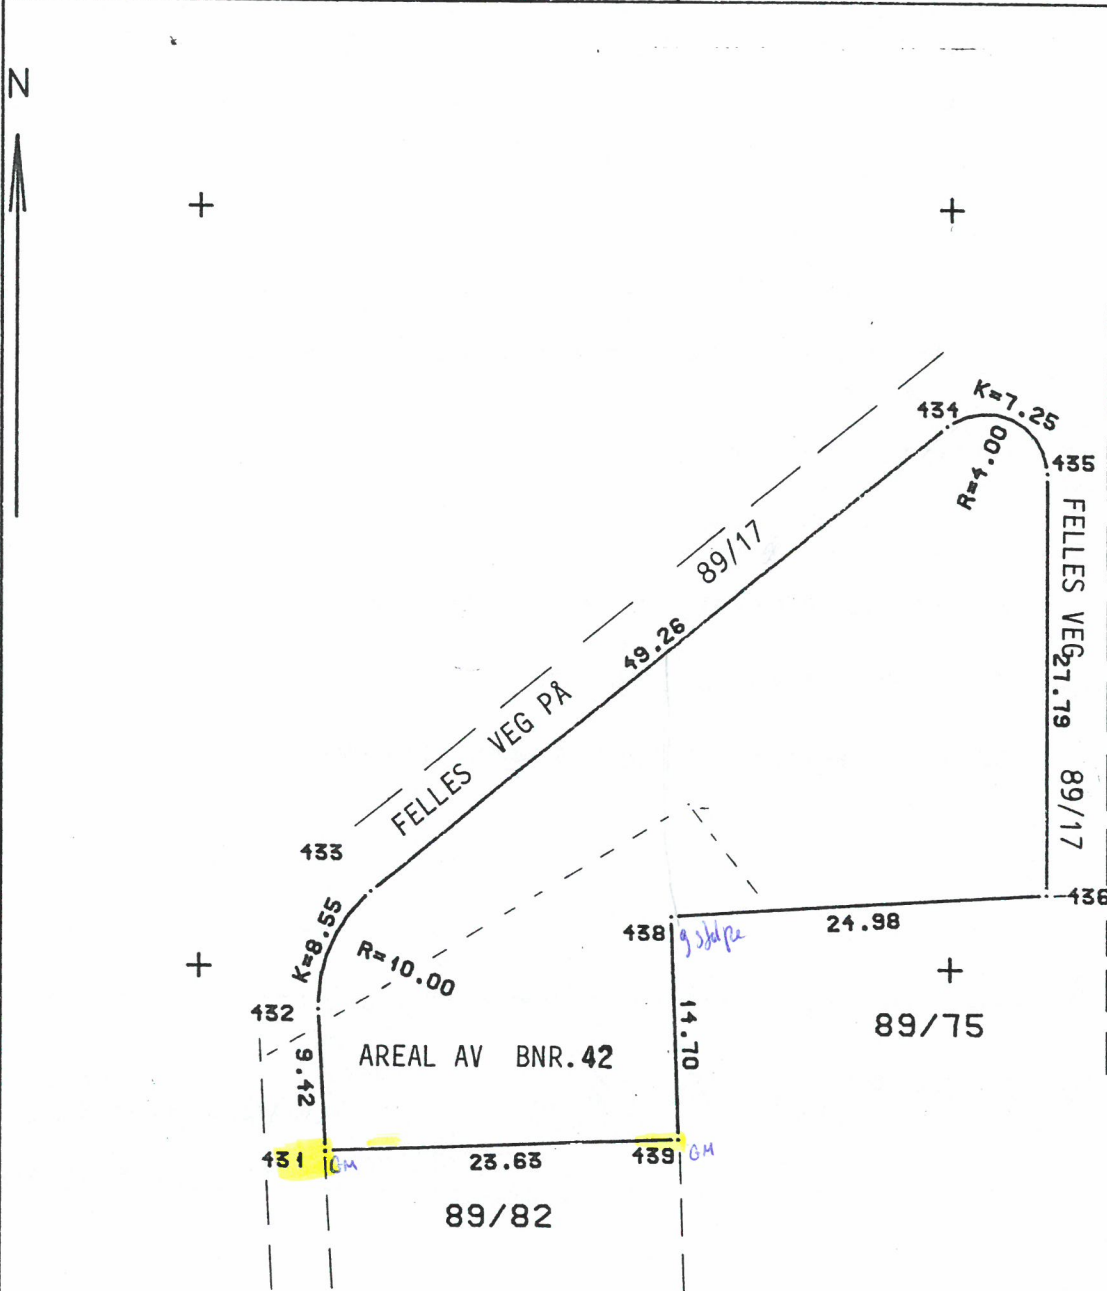 N
434
K=7.25
R=4.00
435
FELLES VEG
89/17
49.26
27.79
FELLES VEG PÅ
89/17
433
K=8.55
R=10.00
436
438
24.98
432
14.70
89/75
9.42
AREAL AV BNR.42
431
GM
23.63
439
GM
89/82